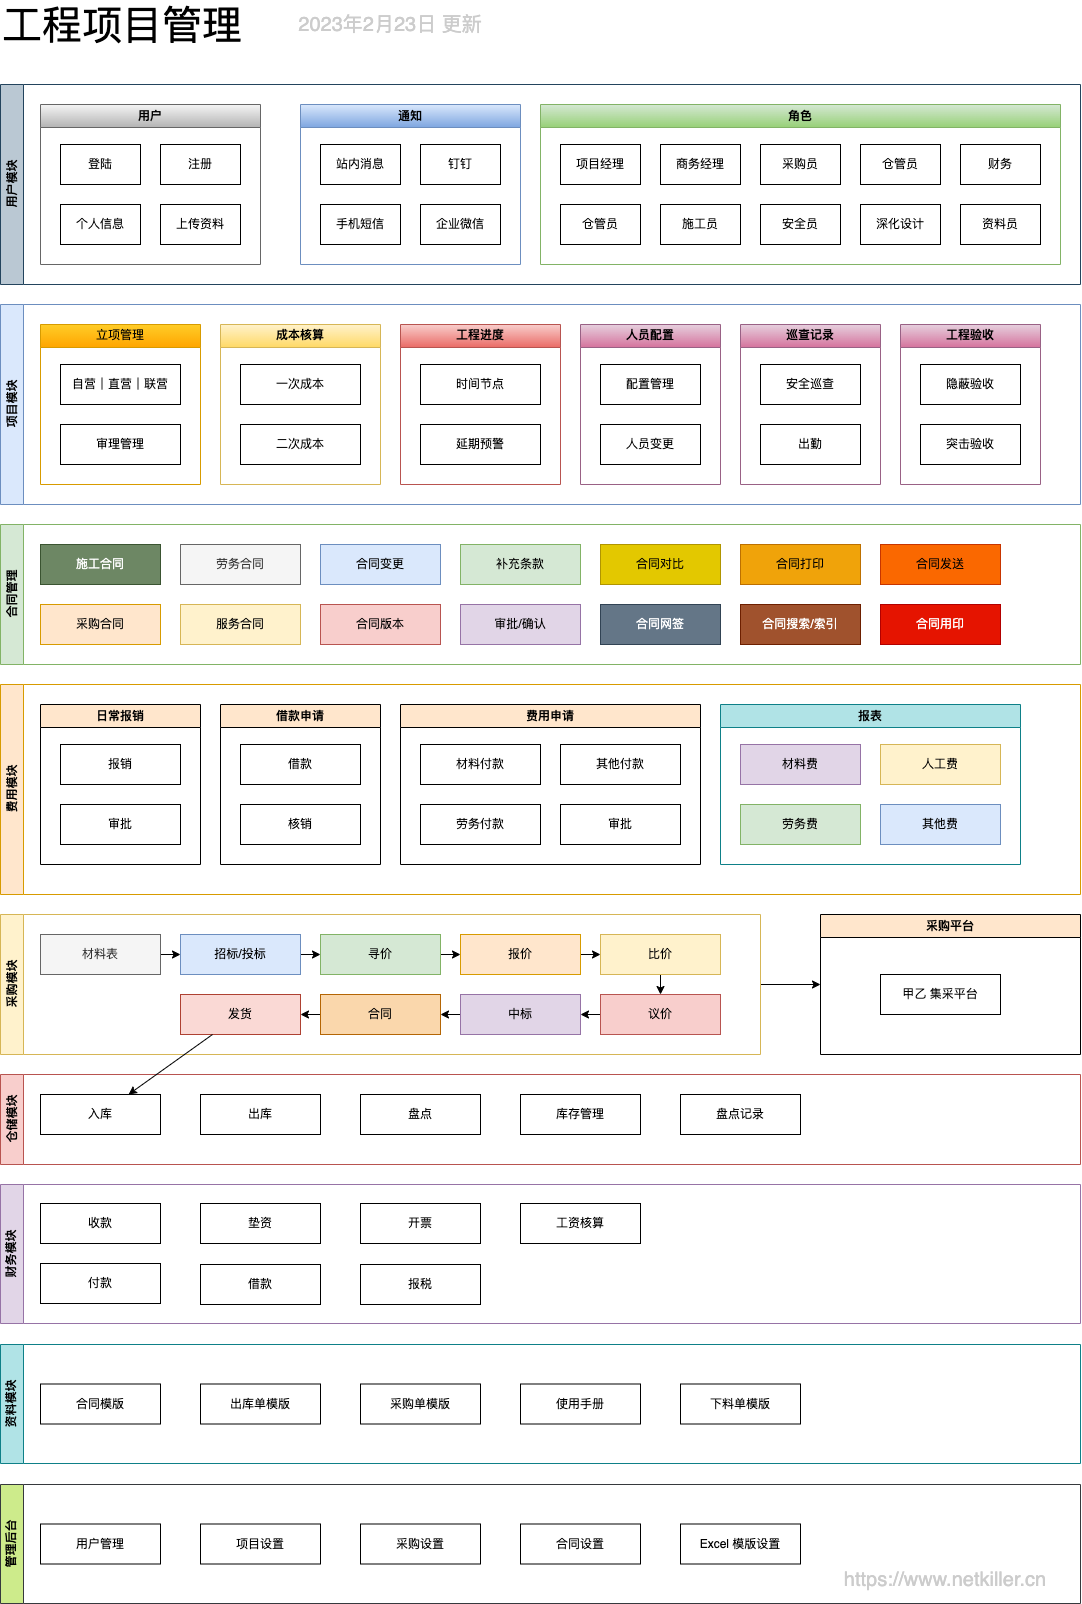 工程项目管理
2023年2月23日 更新
用户模块
用户
登陆
注册
个人信息
上传资料
通知
站内消息
钉钉
手机短信
企业微信
角色
项目经理
商务经理
采购员
仓管员
财务
仓管员
施工员
安全员
深化设计
资料员
项目模块
立项管理
自营｜直营｜联营
审理管理
成本核算
一次成本
二次成本
工程进度
时间节点
延期预警
人员配置
配置管理
人员变更
巡查记录
安全巡查
出勤
工程验收
隐蔽验收
突击验收
合同管理
施工合同
劳务合同
合同变更
补充条款
合同对比
合同打印
合同发送
采购合同
服务合同
合同版本
审批/确认
合同网签
合同搜索/索引
合同用印
费用模块
日常报销
报销
审批
借款申请
借款
核销
费用申请
材料付款
其他付款
劳务付款
审批
报表
材料费
人工费
劳务费
其他费
采购模块
材料表
招标/投标
寻价
报价
比价
发货
合同
中标
议价
采购平台
甲乙 集采平台
仓储模块
入库
出库
盘点
库存管理
盘点记录
财务模块
收款
垫资
开票
工资核算
付款
借款
报税
资料模块
合同模版
出库单模版
采购单模版
使用手册
下料单模版
管理后台
用户管理
项目设置
采购设置
合同设置
Excel 模版设置
https://www.netkiller.cn